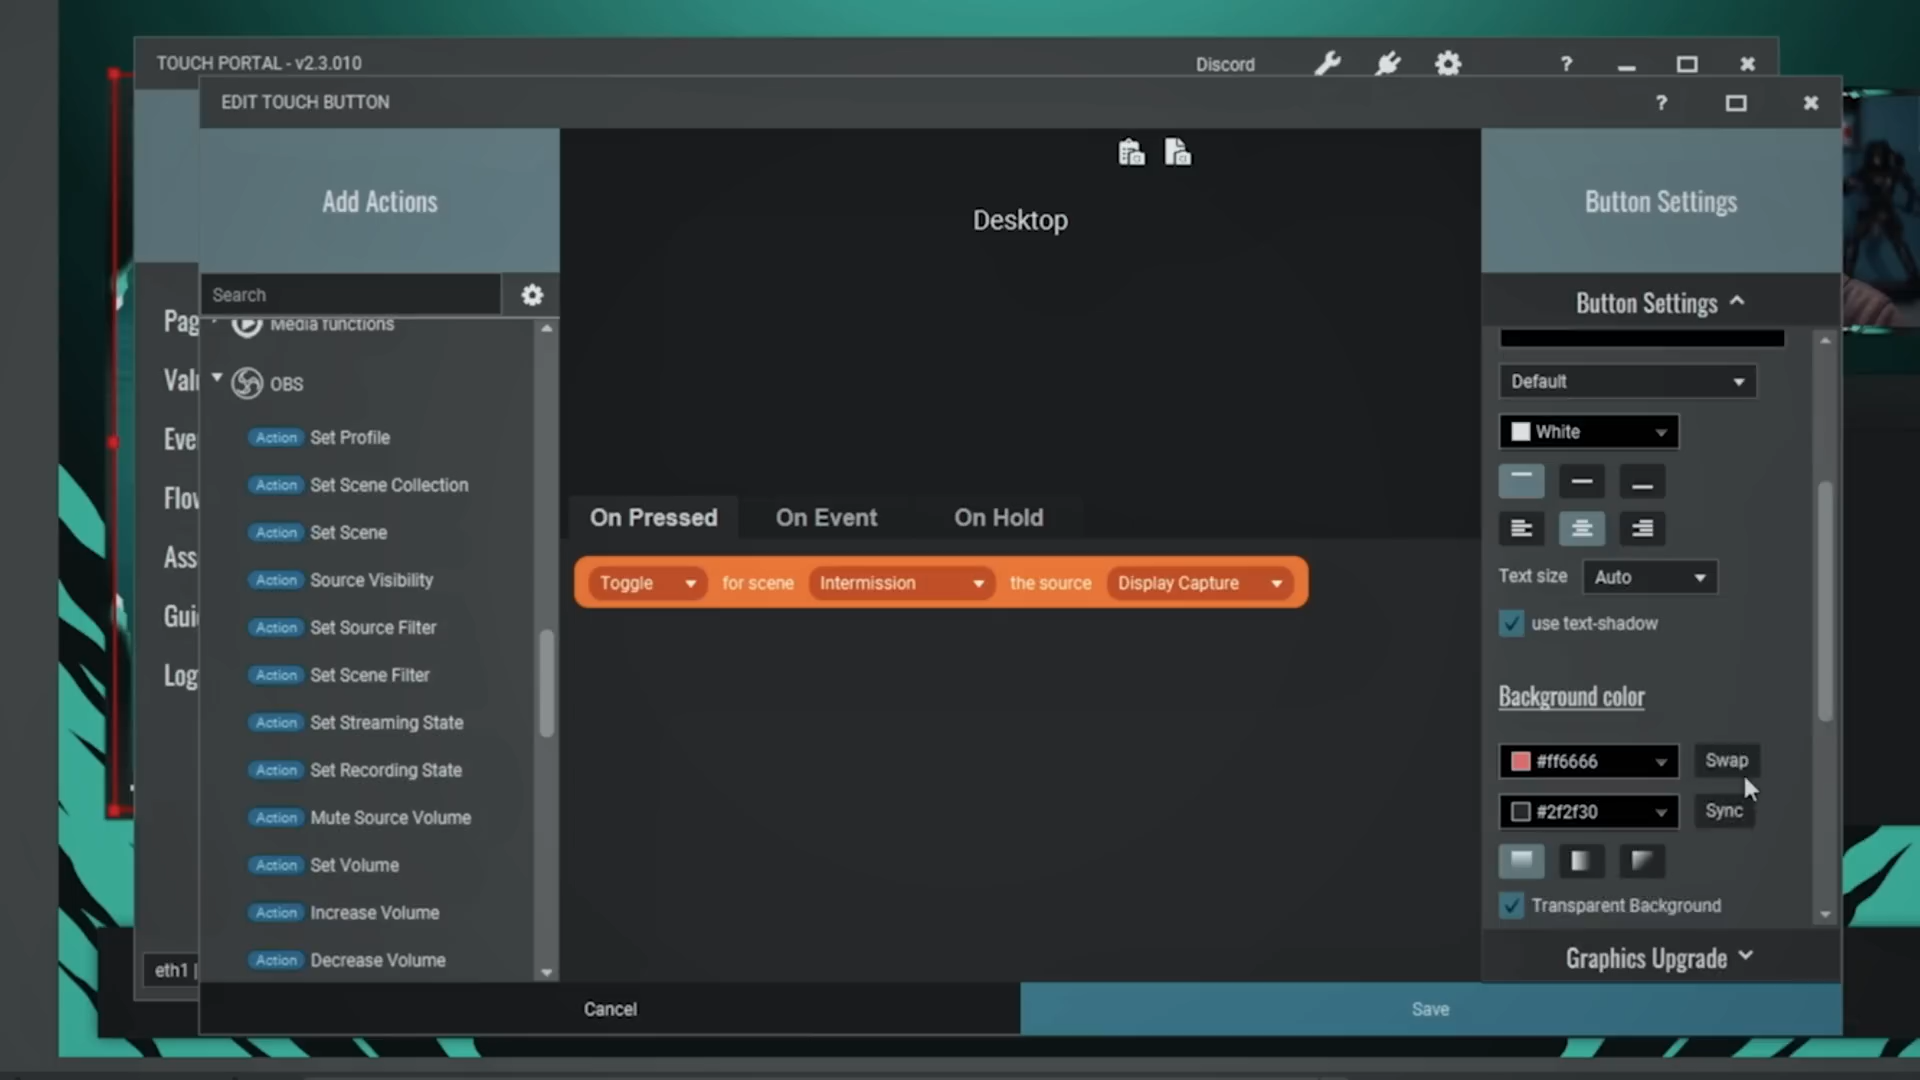 TOUCH PORTAL - v2.3.010
Discord
?
EDIT TOUCH BUTTON
?
Add Actions
Search
Media functions
OBS
Action Set Profile
Action Set Scene Collection
Action Set Scene
Action Source Visibility
Action Set Source Filter
Action Set Scene Filter
Action Set Streaming State
Action Set Recording State
Action Mute Source Volume
Action Set Volume
Action Increase Volume
Action Decrease Volume
Pag
Val
Eve
Flo
Ass
Gui
Log
eth1 |
Desktop
On Pressed
On Event
On Hold
Toggle for scene Intermission the source Display Capture
Button Settings
Button Settings
Default
White
Text size Auto
use text-shadow
Background color
#ff6666 Swap
#2f2f30 Sync
Transparent Background
Graphics Upgrade
Cancel
Save